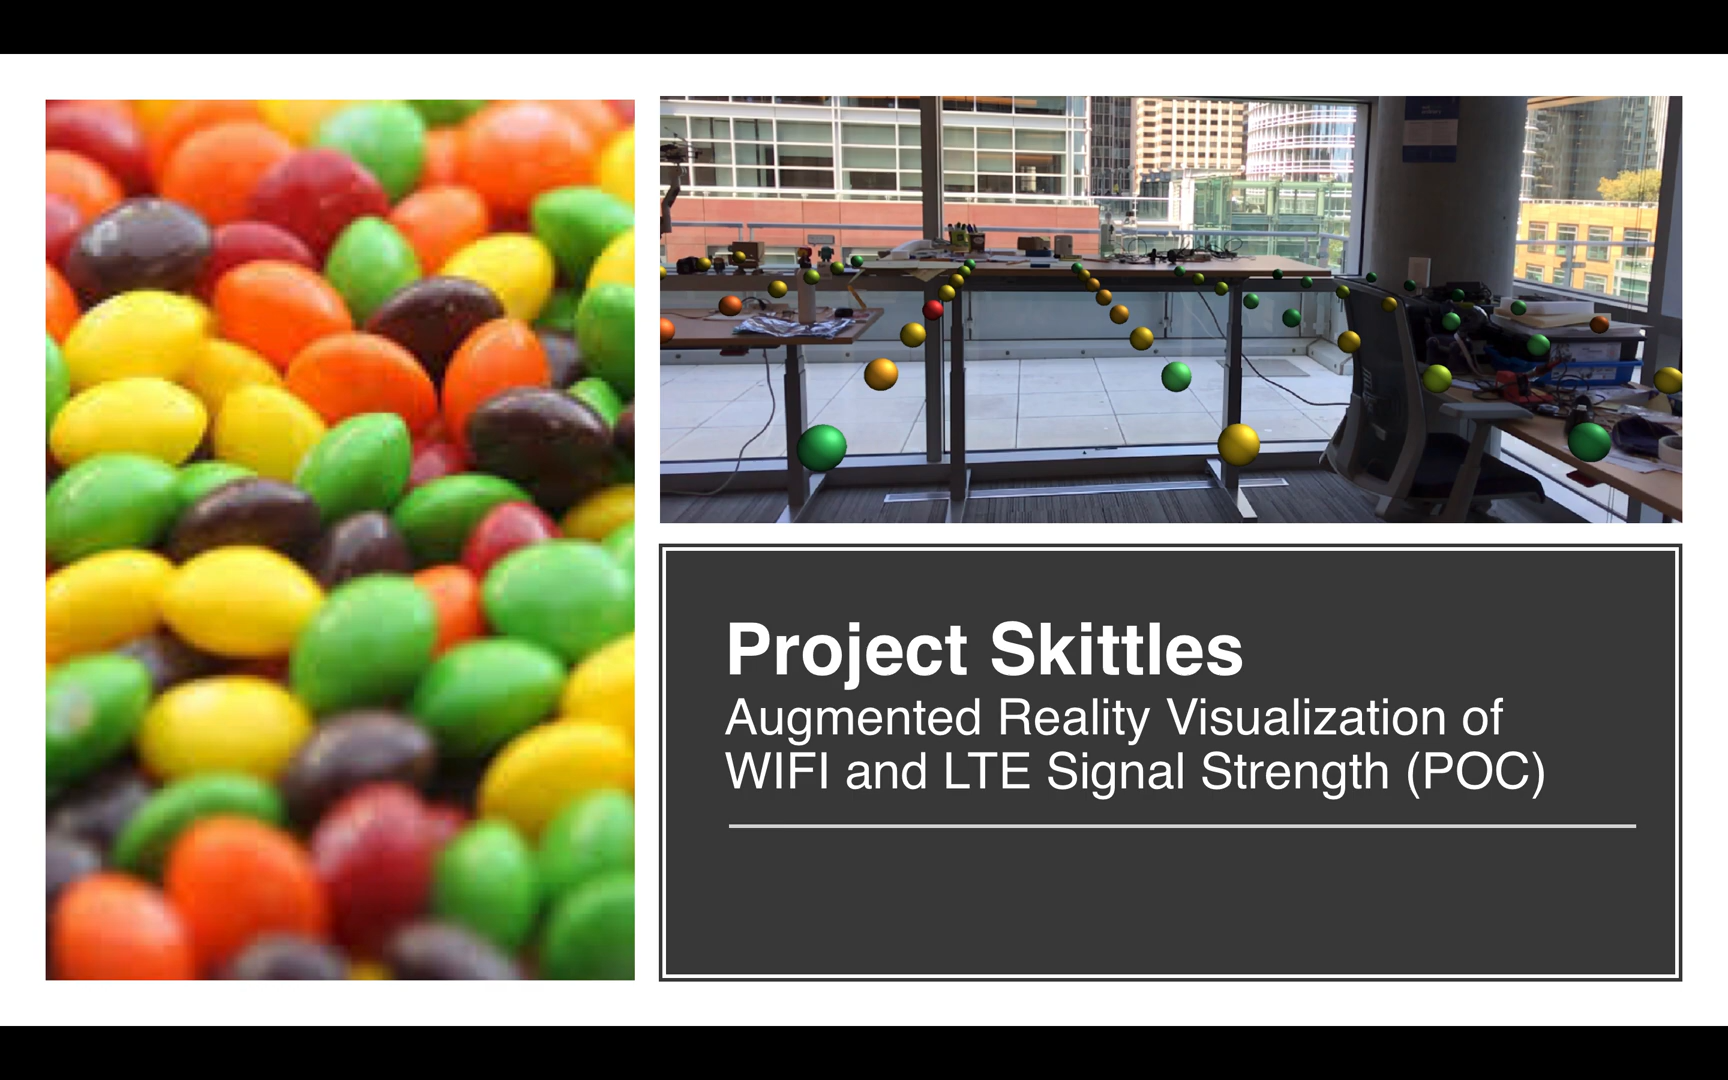 Project Skittles
Augmented Reality Visualization of
WIFI and LTE Signal Strength (POC)